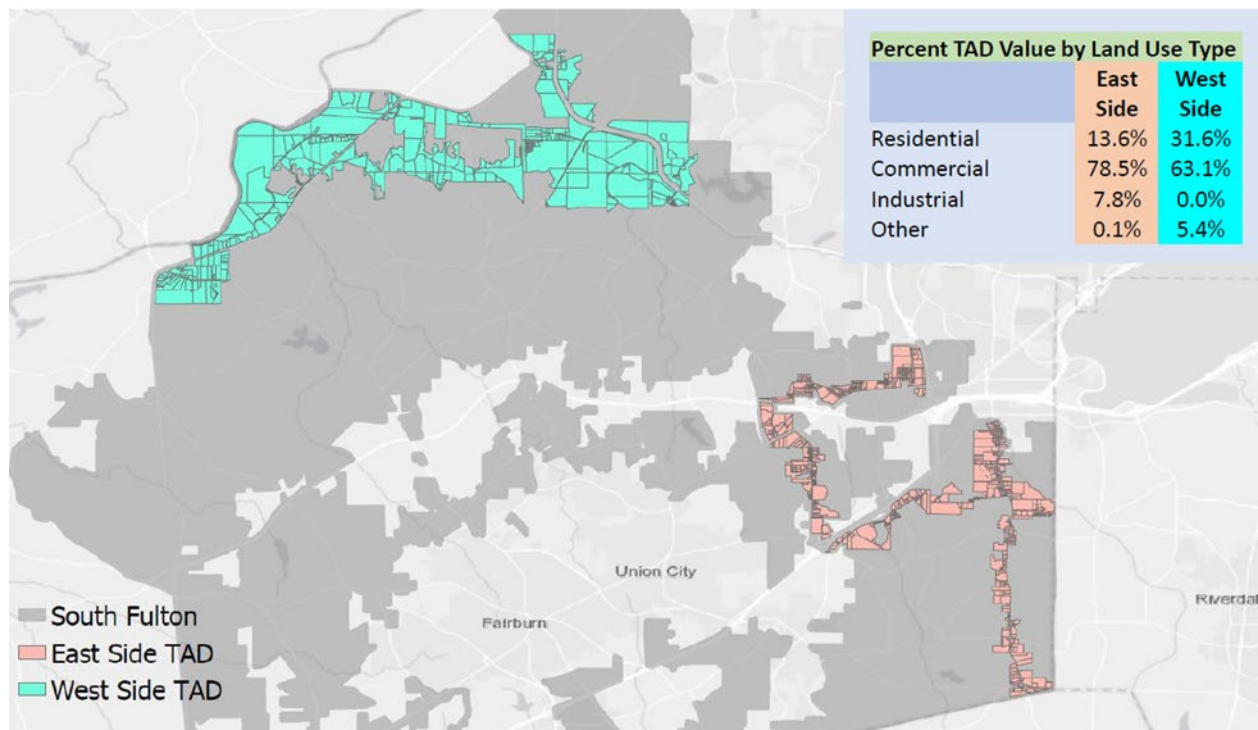 Percent TAD Value by Land Use Type
East Side West Side
Residential 13.6% 31.6%
Commercial 78.5% 63.1%
Industrial 7.8% 0.0%
Other 0.1% 5.4%
Union City
Fairburn
Riverdal
South Fulton
East Side TAD
West Side TAD